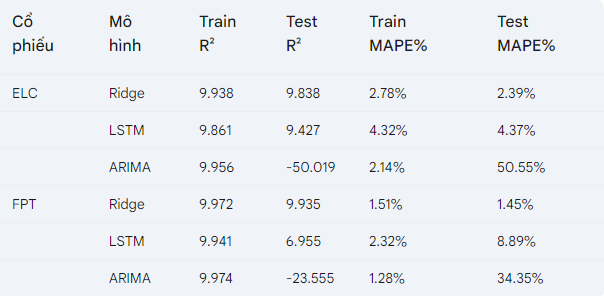 Cổ phiếu Mô hình Train R² Test R² Train MAPE% Test MAPE%
ELC Ridge 9.938 9.838 2.78% 2.39%
LSTM 9.861 9.427 4.32% 4.37%
ARIMA 9.956 -50.019 2.14% 50.55%
FPT Ridge 9.972 9.935 1.51% 1.45%
LSTM 9.941 6.955 2.32% 8.89%
ARIMA 9.974 -23.555 1.28% 34.35%